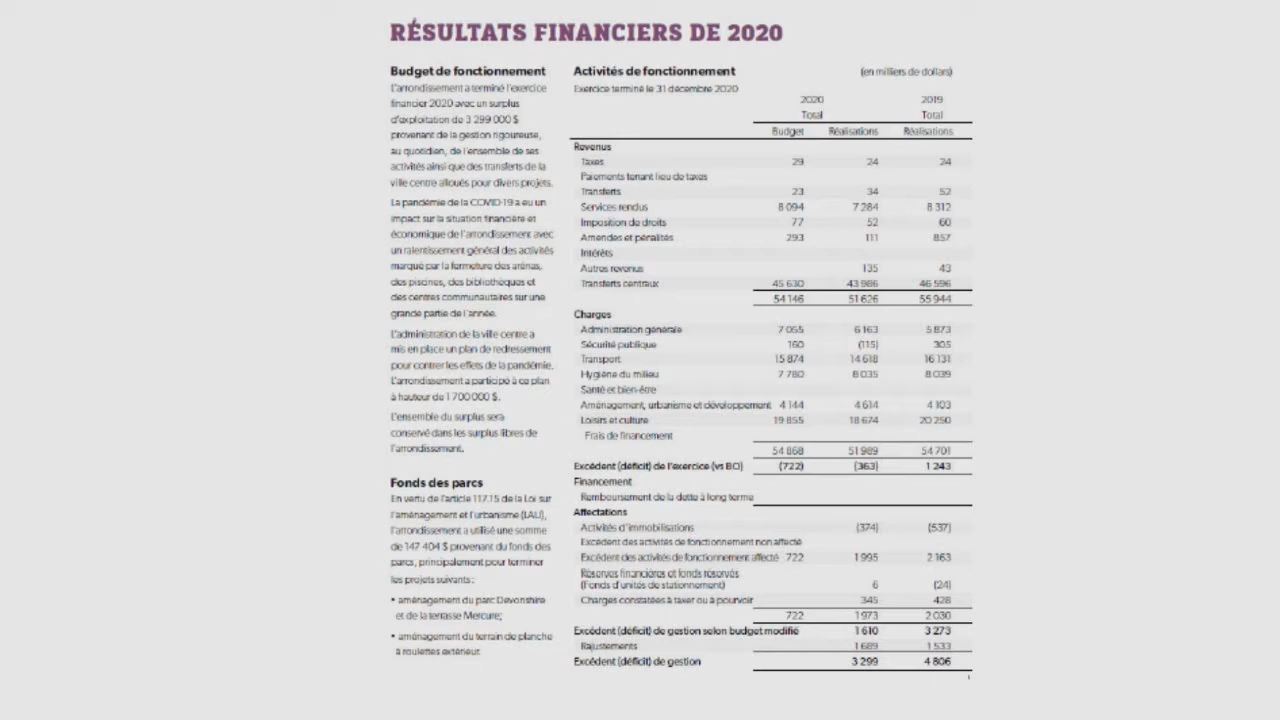 RÉSULTATS FINANCIERS DE 2020
Budget de fonctionnement
L'arrondissement a terminé l'exercice
financier 2020 avec un surplus
d'exploitation de 3 299 000 $
provenant de la gestion rigoureuse,
au quotidien, de l'ensemble de ses
activités ainsi que des transferts de la
ville centre alloués pour divers projets.
La pandémie de la COVID-19 a eu un
impact sur la situation financière et
économique de l'arrondissement avec
un ralentissement général des activités
marqué par la fermeture des arénas,
des piscines, des bibliothèques et
des centres communautaires sur une
grande partie de l'année.
L'administration de la ville centre a
mis en place un plan de redressement
pour contrer les effets de la pandémie.
L'arrondissement a participé à ce plan
à hauteur de 1 700 000 $.
L'ensemble du surplus sera
conservé dans les surplus libres de
l'arrondissement.
Fonds des parcs
En vertu de l'article 117.15 de la Loi sur
l'aménagement et l'urbanisme (LAU),
l'arrondissement a utilisé une somme
de 147 404 $ provenant du fonds des
parcs, principalement pour terminer
les projets suivants :
• aménagement du parc Devonshire
et de la terrasse Mercure;
• aménagement du terrain de planche
à roulettes extérieur.
Activités de fonctionnement (en milliers de dollars)
Exercice terminé le 31 décembre 2020
2020 2019
Total Total
Budget Réalisations Réalisations
Revenus
Taxes 29 24 24
Paiements tenant lieu de taxes
Transferts 23 34 52
Services rendus 8 094 7 284 8 312
Imposition de droits 77 52 60
Amendes et pénalités 293 111 857
Intérêts
Autres revenus 135 43
Transferts centraux 45 630 43 986 46 596
54 146 51 626 55 944
Charges
Administration générale 7 055 6 163 5 873
Sécurité publique 160 (115) 305
Transport 15 874 14 618 16 131
Hygiène du milieu 7 780 8 035 8 039
Santé et bien-être
Aménagement, urbanisme et développement 4 144 4 614 4 103
Loisirs et culture 19 855 18 674 20 250
Frais de financement
54 868 51 989 54 701
Excédent (déficit) de l'exercice (vs BO) (722) (363) 1 243
Financement
Remboursement de la dette à long terme
Affectations
Activités d'immobilisations (374) (537)
Excédent des activités de fonctionnement non affecté
Excédent des activités de fonctionnement affecté 722 1 995 2 163
Réserves financières et fonds réservés
(Fonds d'unités de stationnement) 6 (24)
Charges constatées à taxer ou à pourvoir 345 428
722 1 973 2 030
Excédent (déficit) de gestion selon budget modifié 1 610 3 273
Rajustements 1 689 1 533
Excédent (déficit) de gestion 3 299 4 806